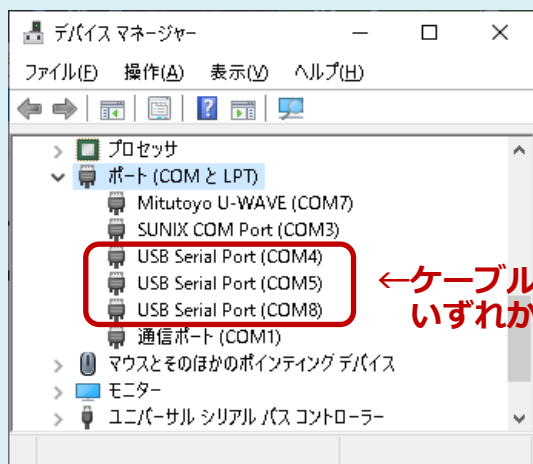 デバイス マネージャー
ファイル(F) 操作(A) 表示(V) ヘルプ(H)
プロセッサ
ポート (COM と LPT)
Mitutoyo U-WAVE (COM7)
SUNIX COM Port (COM3)
USB Serial Port (COM4)
USB Serial Port (COM5)
USB Serial Port (COM8)
←ケーブル
いずれか
通信ポート (COM1)
マウスとそのほかのポインティング デバイス
モニター
ユニバーサル シリアル バス コントローラー